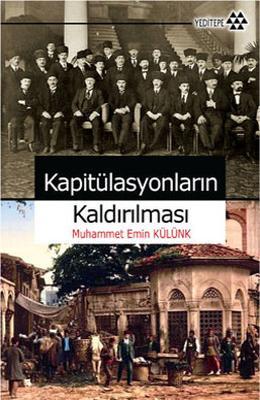 YEDİTEPE
Kapitülasyonların
Kaldırılması
Muhammet Emin KÜLÜNK